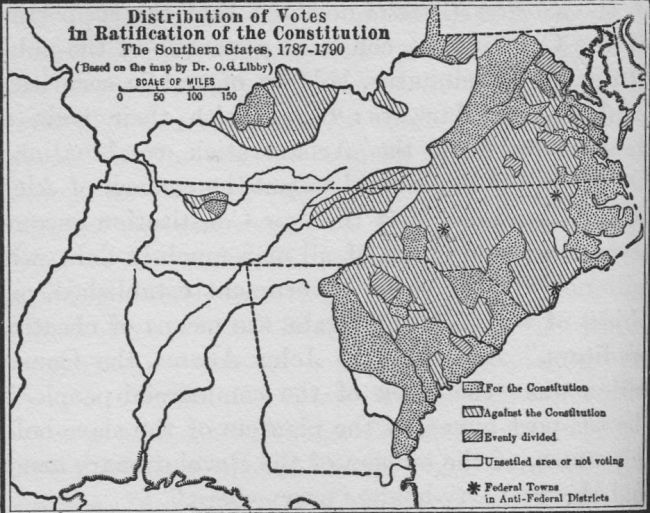 Distribution of Votes
in Ratification of the Constitution
The Southern States, 1787-1790
(Based on the map by Dr. O.G. Libby)
SCALE OF MILES
0 50 100 150
For the Constitution
Against the Constitution
Evenly divided
Unsettled area or not voting
Federal Towns
in Anti-Federal Districts